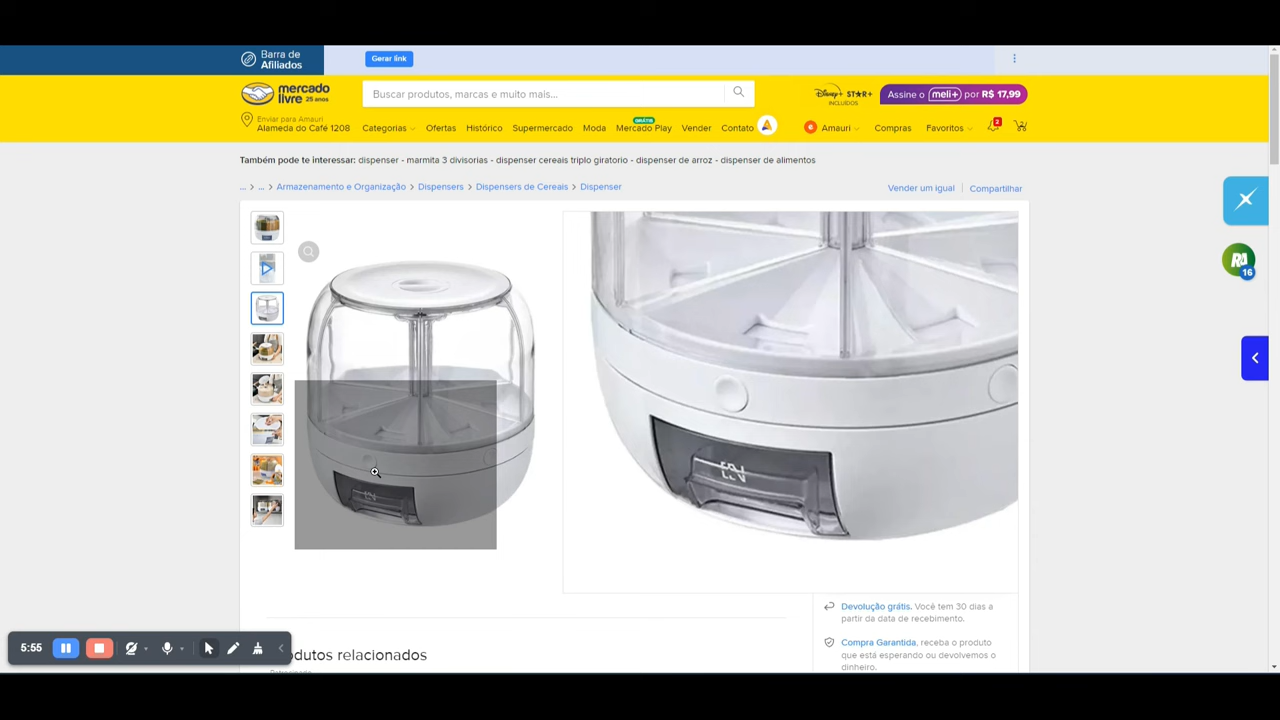 Barra de
Afiliados
Gerar link
mercado
livre 25 anos
Buscar produtos, marcas e muito mais...
Disney+ STAR+
INCLUÍDOS
Assine o meli+ por R$ 17,99
Enviar para Amauri
Alameda do Café 1208
Categorias
Ofertas
Histórico
Supermercado
Moda
GRÁTIS
Mercado Play
Vender
Contato
Amauri
Compras
Favoritos
2
Também pode te interessar: dispenser - marmita 3 divisorias - dispenser cereais triplo giratorio - dispenser de arroz - dispenser de alimentos
... > ... > Armazenamento e Organização > Dispensers > Dispensers de Cereais > Dispenser
Vender um igual
Compartilhar
RA
16
Devolução grátis. Você tem 30 dias a
partir da data de recebimento.
Compra Garantida, receba o produto
que está esperando ou devolvemos o
dinheiro.
5:55
odutos relacionados